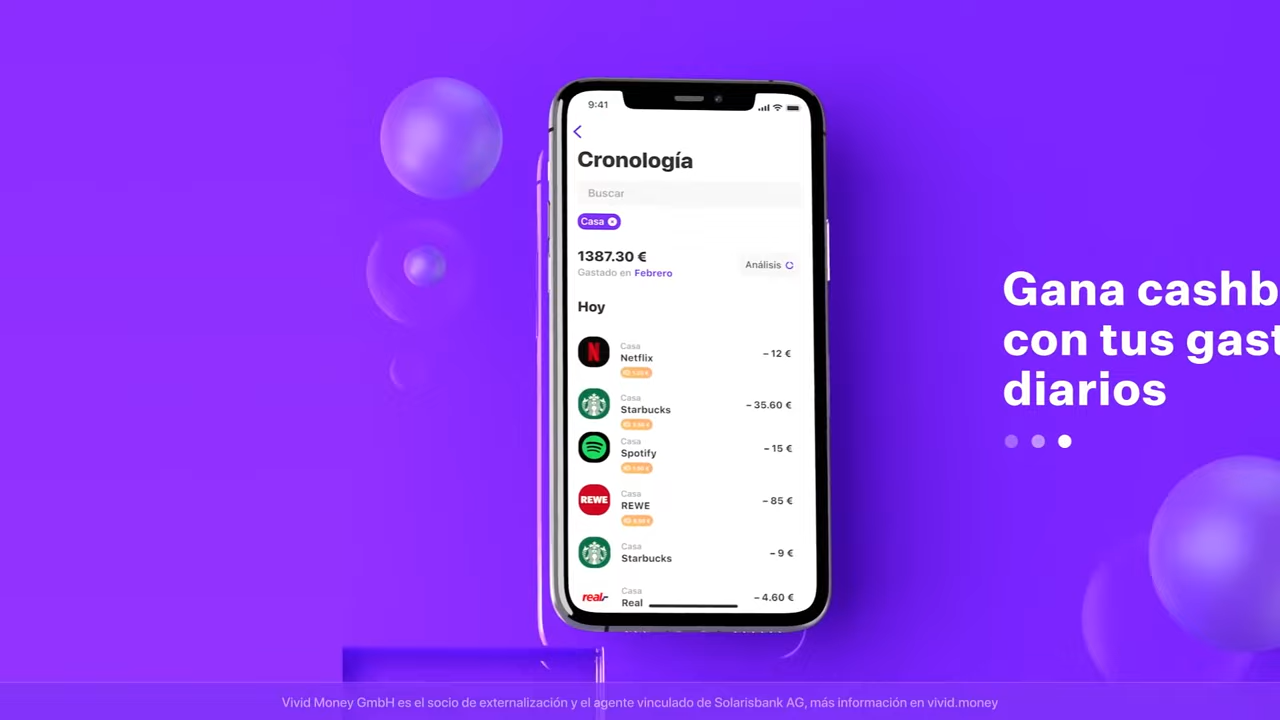 9:41
Cronología
Buscar
Casa
1387.30 €
Gastado en Febrero
Análisis
Hoy
Casa
Netflix
– 12 €
Casa
Starbucks
– 35.60 €
Casa
Spotify
– 15 €
REWE
Casa
REWE
– 85 €
Casa
Starbucks
– 9 €
real,-
Casa
Real
– 4.60 €
Gana cashb
con tus gast
diarios
Vivid Money GmbH es el socio de externalización y el agente vinculado de Solarisbank AG, más información en vivid.money